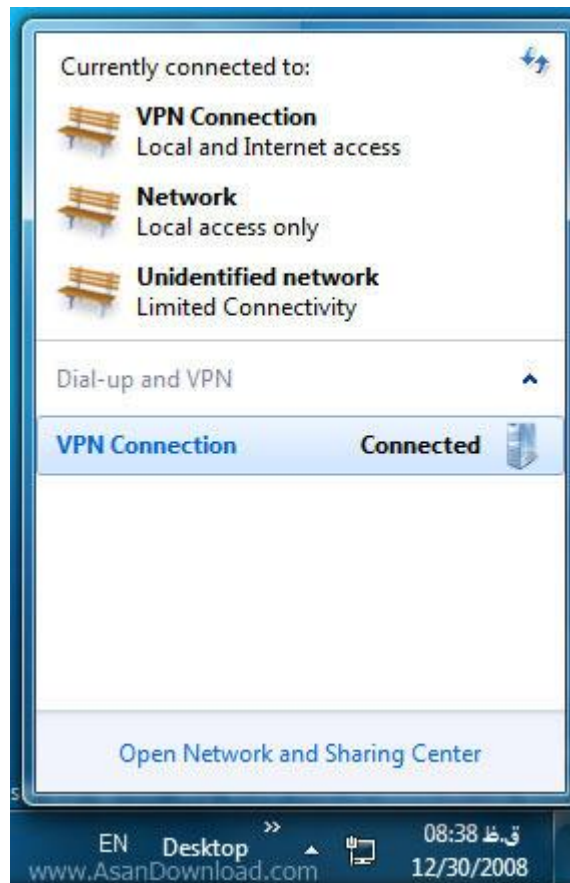 Currently connected to:
VPN Connection
Local and Internet access
Network
Local access only
Unidentified network
Limited Connectivity
Dial-up and VPN
VPN Connection Connected
Open Network and Sharing Center
s
EN Desktop » 08:38 ق.ظ
www.AsanDownload.com 12/30/2008